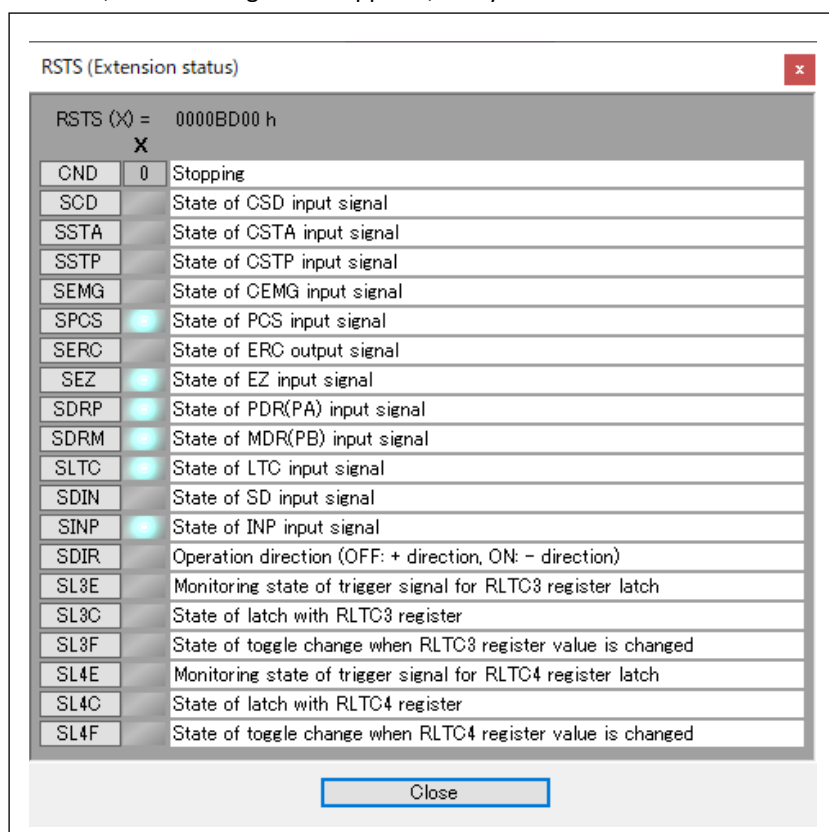 RSTS (Extension status)
x
RSTS (X) = 0000BD00 h
X
CND 0 Stopping
SCD State of CSD input signal
SSTA State of CSTA input signal
SSTP State of CSTP input signal
SEMG State of CEMG input signal
SPCS State of PCS input signal
SERC State of ERC output signal
SEZ State of EZ input signal
SDRP State of PDR(PA) input signal
SDRM State of MDR(PB) input signal
SLTC State of LTC input signal
SDIN State of SD input signal
SINP State of INP input signal
SDIR Operation direction (OFF: + direction, ON: - direction)
SL3E Monitoring state of trigger signal for RLTC3 register latch
SL3C State of latch with RLTC3 register
SL3F State of toggle change when RLTC3 register value is changed
SL4E Monitoring state of trigger signal for RLTC4 register latch
SL4C State of latch with RLTC4 register
SL4F State of toggle change when RLTC4 register value is changed
Close